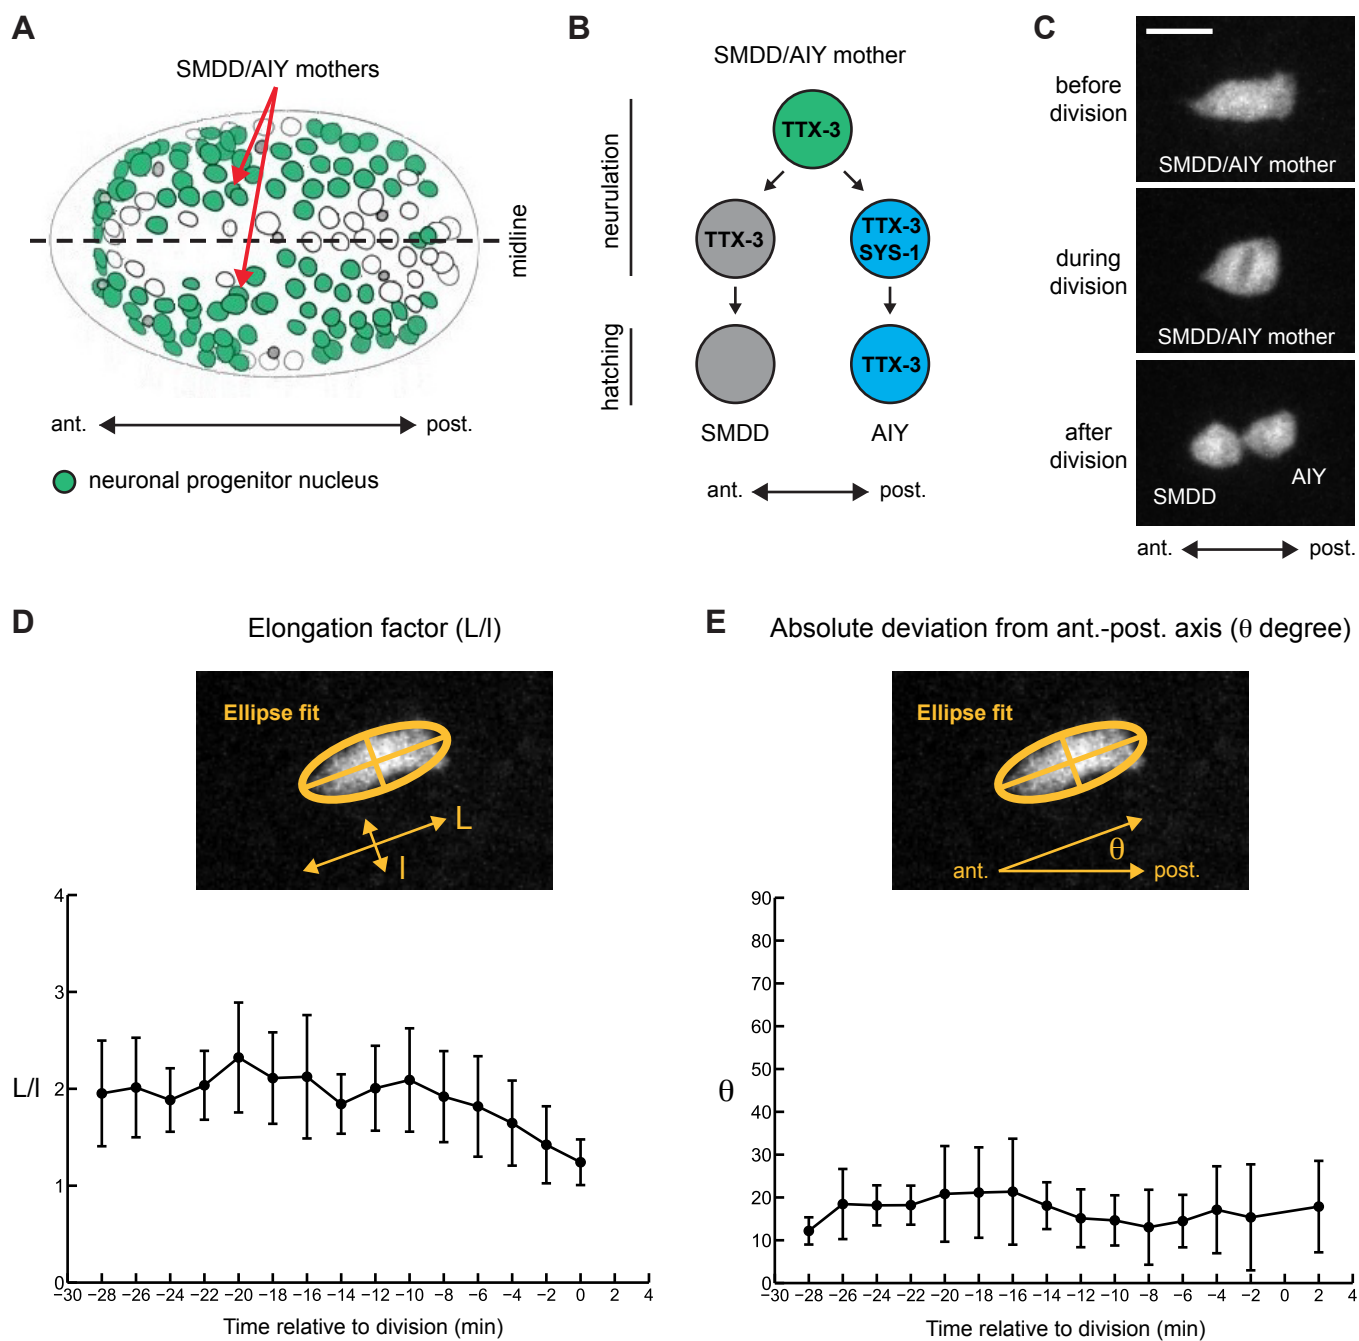 A
SMDD/AIY mothers
midline
ant.
post.
neuronal progenitor nucleus
B
SMDD/AIY mother
neurulation
hatching
TTX-3
TTX-3
TTX-3
SYS-1
TTX-3
SMDD
AIY
ant.
post.
C
before
division
SMDD/AIY mother
during
division
SMDD/AIY mother
after
division
SMDD
AIY
ant.
post.
D
Elongation factor (L/l)
Ellipse fit
L
l
4
3
2
1
0
L/l
−30 −28 −26 −24 −22 −20 −18 −16 −14 −12 −10 −8 −6 −4 −2 0 2 4
Time relative to division (min)
E
Absolute deviation from ant.-post. axis (θ degree)
Ellipse fit
θ
ant.
post.
90
80
70
60
50
40
30
20
10
0
θ
−30 −28 −26 −24 −22 −20 −18 −16 −14 −12 −10 −8 −6 −4 −2 0 2 4
Time relative to division (min)